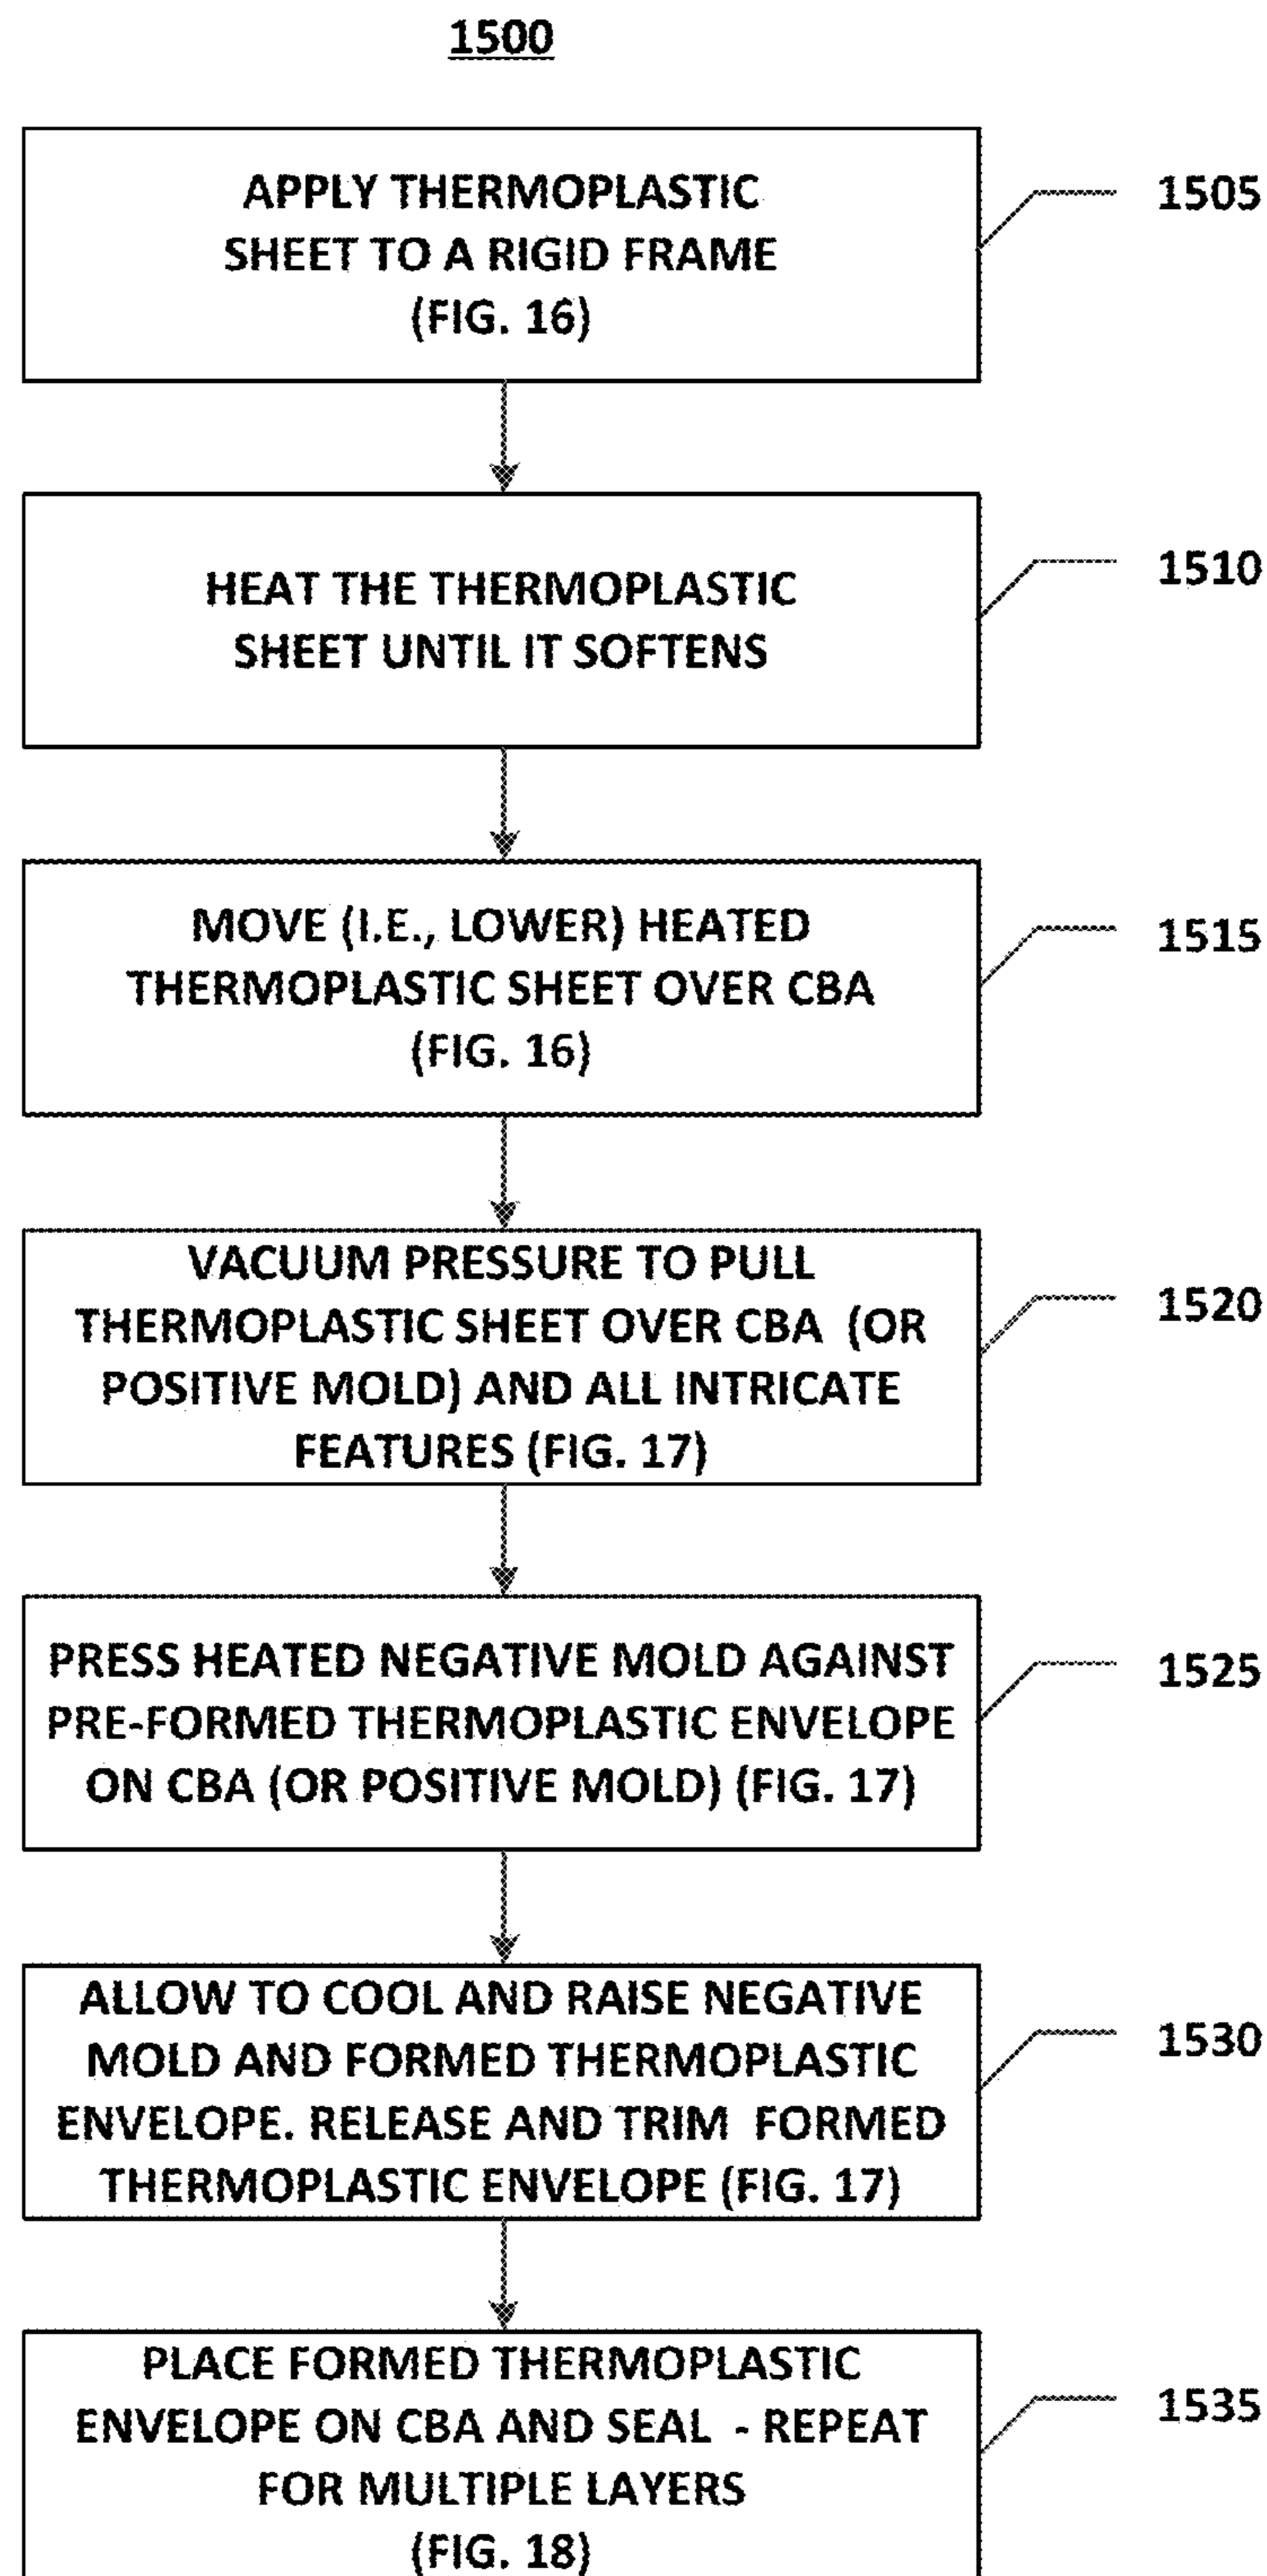 1500
APPLY THERMOPLASTIC
SHEET TO A RIGID FRAME
(FIG. 16)
1505
HEAT THE THERMOPLASTIC
SHEET UNTIL IT SOFTENS
1510
MOVE (I.E., LOWER) HEATED
THERMOPLASTIC SHEET OVER CBA
(FIG. 16)
1515
VACUUM PRESSURE TO PULL
THERMOPLASTIC SHEET OVER CBA (OR
POSITIVE MOLD) AND ALL INTRICATE
FEATURES (FIG. 17)
1520
PRESS HEATED NEGATIVE MOLD AGAINST
PRE-FORMED THERMOPLASTIC ENVELOPE
ON CBA (OR POSITIVE MOLD) (FIG. 17)
1525
ALLOW TO COOL AND RAISE NEGATIVE
MOLD AND FORMED THERMOPLASTIC
ENVELOPE. RELEASE AND TRIM FORMED
THERMOPLASTIC ENVELOPE (FIG. 17)
1530
PLACE FORMED THERMOPLASTIC
ENVELOPE ON CBA AND SEAL - REPEAT
FOR MULTIPLE LAYERS
(FIG. 18)
1535